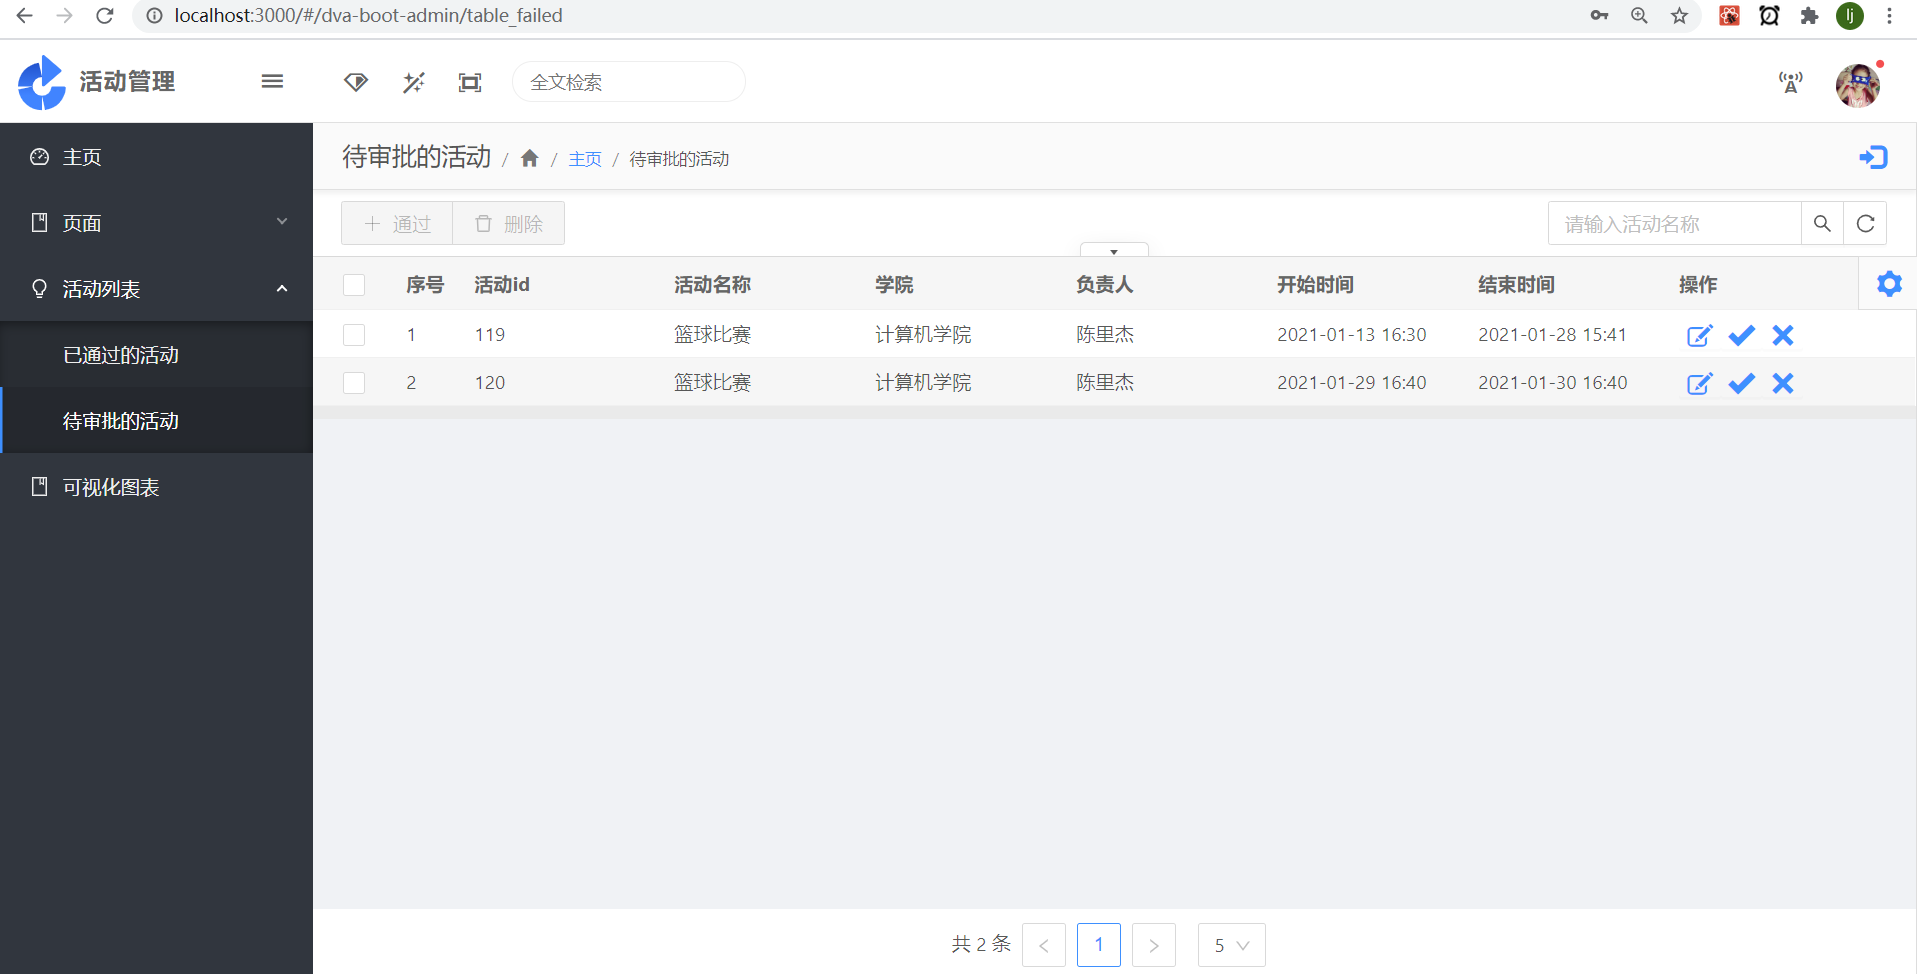 localhost:3000/#/dva-boot-admin/table_failed
lj
活动管理
全文检索
主页
页面
活动列表
已通过的活动
待审批的活动
可视化图表
待审批的活动 / / 主页 / 待审批的活动
通过 删除
请输入活动名称
序号 活动id 活动名称 学院 负责人 开始时间 结束时间 操作
1 119 篮球比赛 计算机学院 陈里杰 2021-01-13 16:30 2021-01-28 15:41
2 120 篮球比赛 计算机学院 陈里杰 2021-01-29 16:40 2021-01-30 16:40
共 2 条 < 1 > 5